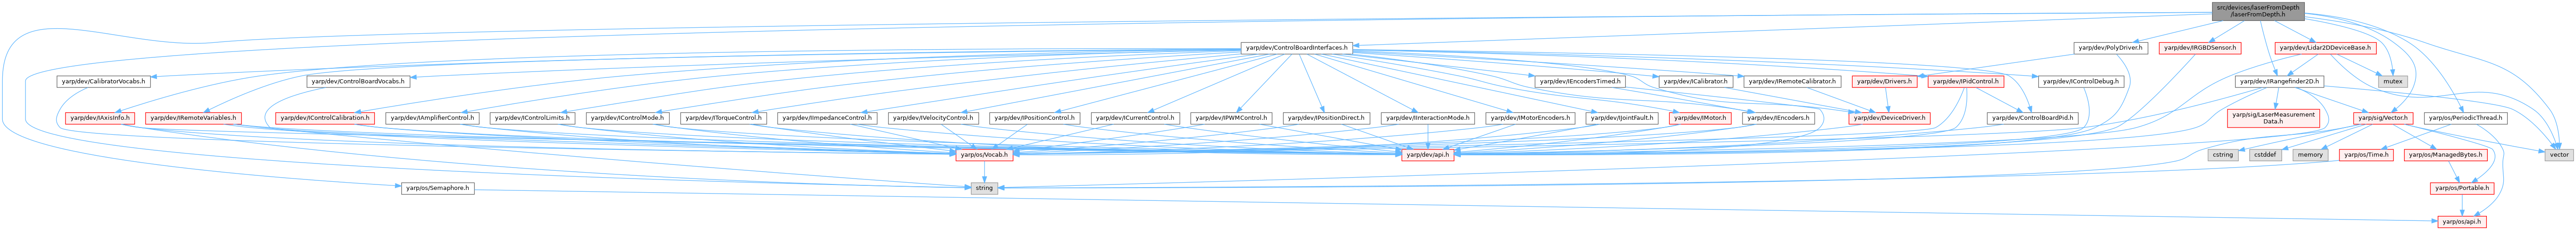 src/devices/laserFromDepth
/laserFromDepth.h
yarp/dev/ControlBoardInterfaces.h
yarp/dev/PolyDriver.h
yarp/dev/IRGBDSensor.h
yarp/dev/Lidar2DDeviceBase.h
yarp/dev/CalibratorVocabs.h
yarp/dev/ControlBoardVocabs.h
yarp/dev/IEncodersTimed.h
yarp/dev/ICalibrator.h
yarp/dev/IRemoteCalibrator.h
yarp/dev/Drivers.h
yarp/dev/IPidControl.h
yarp/dev/IControlDebug.h
yarp/dev/IRangefinder2D.h
mutex
yarp/dev/IAxisInfo.h
yarp/dev/IRemoteVariables.h
yarp/dev/IControlCalibration.h
yarp/dev/IAmplifierControl.h
yarp/dev/IControlLimits.h
yarp/dev/IControlMode.h
yarp/dev/ITorqueControl.h
yarp/dev/IImpedanceControl.h
yarp/dev/IVelocityControl.h
yarp/dev/IPositionControl.h
yarp/dev/ICurrentControl.h
yarp/dev/IPWMControl.h
yarp/dev/IPositionDirect.h
yarp/dev/IInteractionMode.h
yarp/dev/IMotorEncoders.h
yarp/dev/IJointFault.h
yarp/dev/IMotor.h
yarp/dev/IEncoders.h
yarp/dev/DeviceDriver.h
yarp/dev/ControlBoardPid.h
yarp/sig/LaserMeasurement
Data.h
yarp/sig/Vector.h
yarp/os/PeriodicThread.h
yarp/os/Vocab.h
yarp/dev/api.h
cstring
cstddef
memory
yarp/os/Time.h
yarp/os/ManagedBytes.h
vector
yarp/os/Semaphore.h
string
yarp/os/Portable.h
yarp/os/api.h